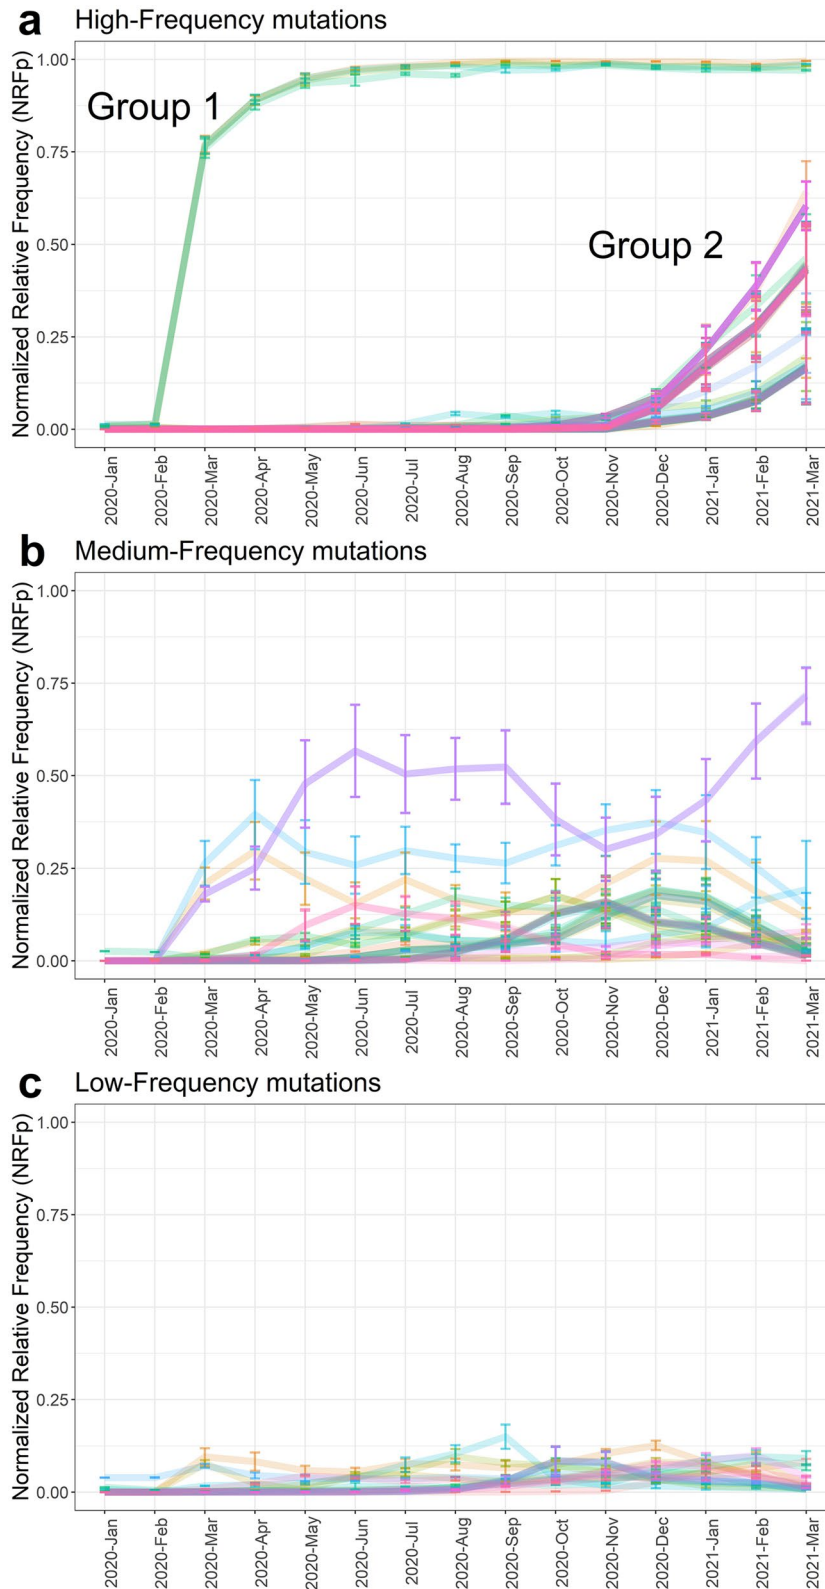 a High-Frequency mutations
Normalized Relative Frequency (NRFp)
1.00
0.75
0.50
0.25
0.00
Group 1
Group 2
2020-Jan 2020-Feb 2020-Mar 2020-Apr 2020-May 2020-Jun 2020-Jul 2020-Aug 2020-Sep 2020-Oct 2020-Nov 2020-Dec 2021-Jan 2021-Feb 2021-Mar
b Medium-Frequency mutations
Normalized Relative Frequency (NRFp)
1.00
0.75
0.50
0.25
0.00
2020-Jan 2020-Feb 2020-Mar 2020-Apr 2020-May 2020-Jun 2020-Jul 2020-Aug 2020-Sep 2020-Oct 2020-Nov 2020-Dec 2021-Jan 2021-Feb 2021-Mar
c Low-Frequency mutations
Normalized Relative Frequency (NRFp)
1.00
0.75
0.50
0.25
0.00
2020-Jan 2020-Feb 2020-Mar 2020-Apr 2020-May 2020-Jun 2020-Jul 2020-Aug 2020-Sep 2020-Oct 2020-Nov 2020-Dec 2021-Jan 2021-Feb 2021-Mar